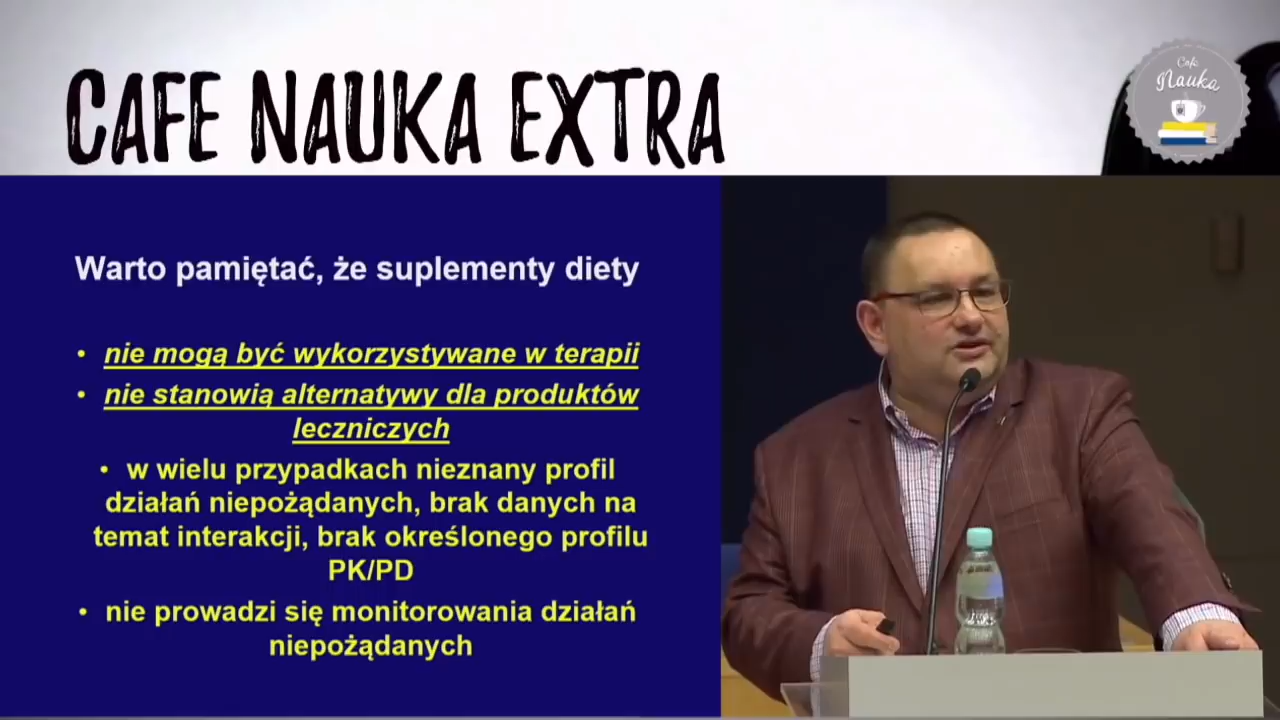 CAFE NAUKA EXTRA
Cafe
Nauka
Warto pamiętać, że suplementy diety
• nie mogą być wykorzystywane w terapii
• nie stanowią alternatywy dla produktów
leczniczych
• w wielu przypadkach nieznany profil
działań niepożądanych, brak danych na
temat interakcji, brak określonego profilu
PK/PD
• nie prowadzi się monitorowania działań
niepożądanych